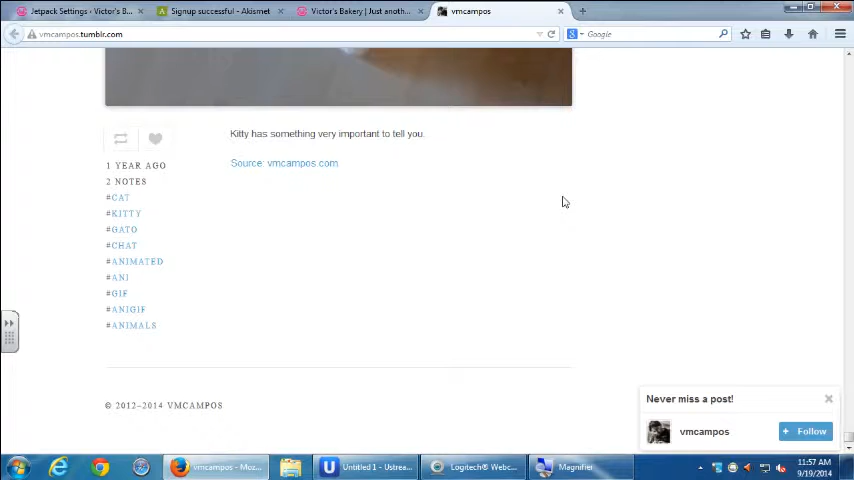 Jetpack Settings ‹ Victor's B...
Signup successful - Akismet
Victor's Bakery | Just anoth...
vmcampos
vmcampos.tumblr.com
Google
Kitty has something very important to tell you.
Source: vmcampos.com
1 YEAR AGO
2 NOTES
#CAT
#KITTY
#GATO
#CHAT
#ANIMATED
#ANI
#GIF
#ANIGIF
#ANIMALS
© 2012–2014 VMCAMPOS
Never miss a post!
vmcampos
+ Follow
vmcampos - Moz...
Untitled 1 - Ustrea...
Logitech® Webc...
Magnifier
11:57 AM
9/19/2014